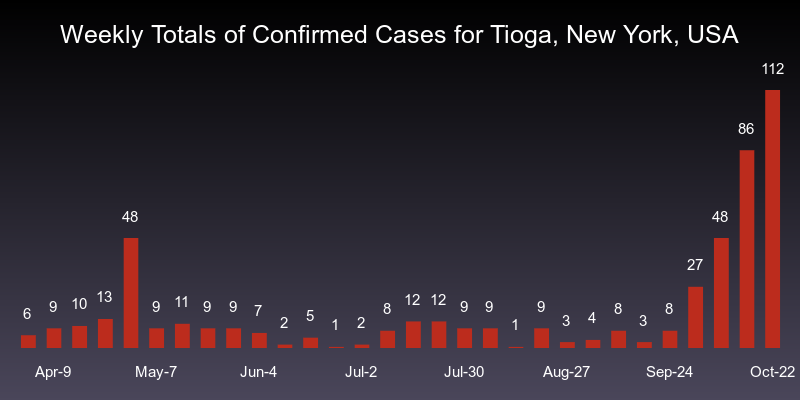 Weekly Totals of Confirmed Cases for Tioga, New York, USA
6 9 10 13 48 9 11 9 9 7 2 5 1 2 8 12 12 9 9 1 9 3 4 8 3 8 27 48 86 112
Apr-9 May-7 Jun-4 Jul-2 Jul-30 Aug-27 Sep-24 Oct-22